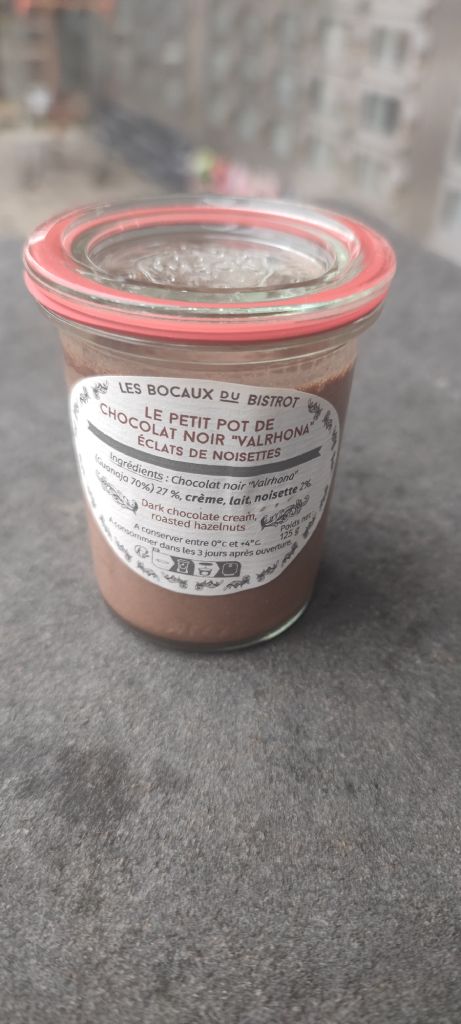 LES BOCAUX DU BISTROT
LE PETIT POT DE
CHOCOLAT NOIR "VALRHONA"
ÉCLATS DE NOISETTES
Ingrédients : Chocolat noir "Valrhona"
(Guanaja 70%) 27 %, crème, lait, noisette 2%.
Dark chocolate cream,
roasted hazelnuts
Poids net :
125 g
A conserver entre 0°c et +4°c.
A consommer dans les 3 jours après ouverture.